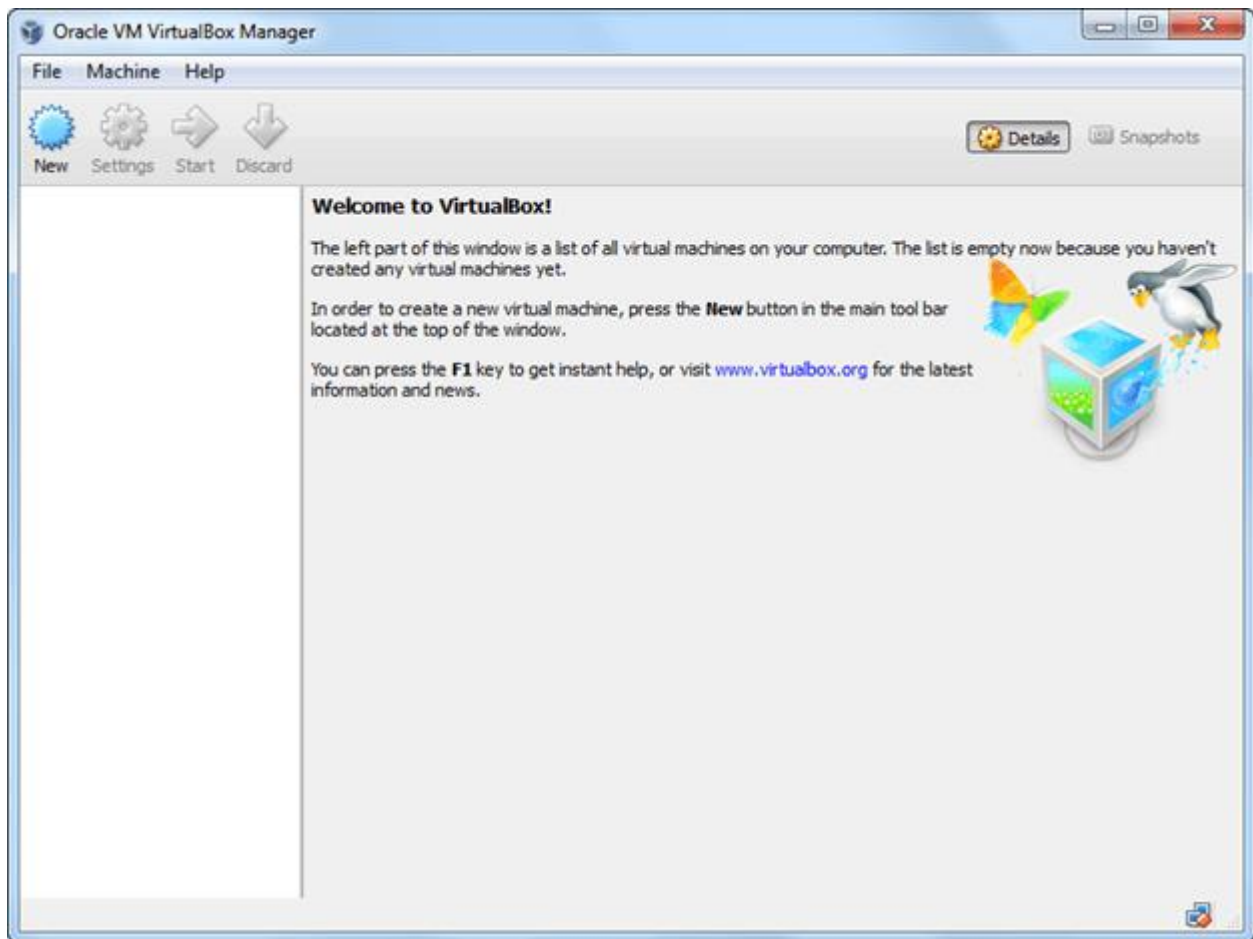 Oracle VM VirtualBox Manager
File Machine Help
New Settings Start Discard
Details Snapshots
Welcome to VirtualBox!
The left part of this window is a list of all virtual machines on your computer. The list is empty now because you haven't
created any virtual machines yet.
In order to create a new virtual machine, press the New button in the main tool bar
located at the top of the window.
You can press the F1 key to get instant help, or visit www.virtualbox.org for the latest
information and news.